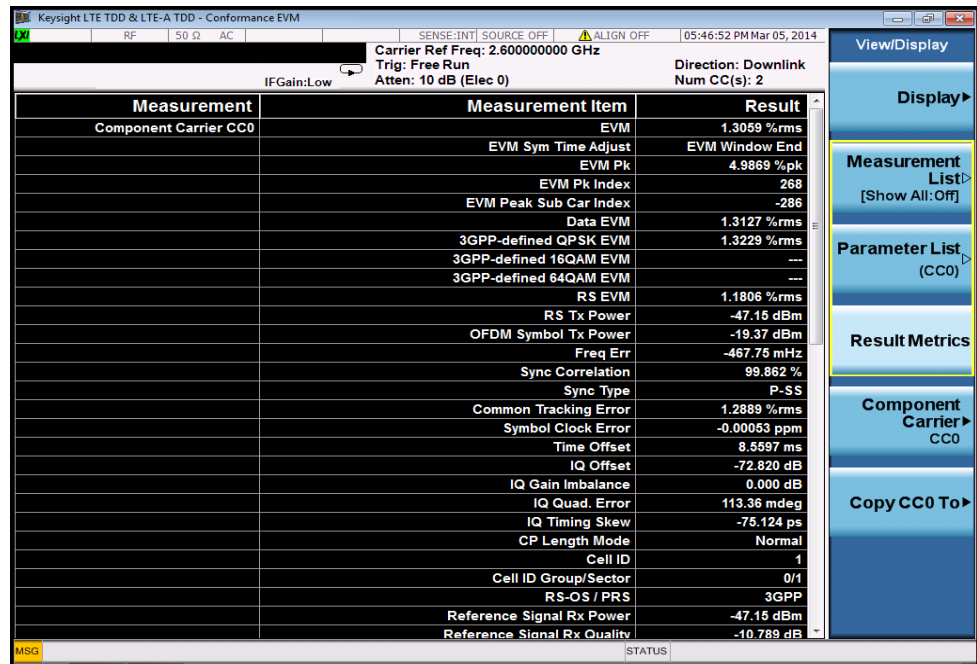 Keysight LTE TDD & LTE-A TDD - Conformance EVM
LXI RF 50 Ω AC SENSE:INT SOURCE OFF ALIGN OFF 05:46:52 PM Mar 05, 2014
Carrier Ref Freq: 2.600000000 GHz
Trig: Free Run Direction: Downlink
IFGain:Low Atten: 10 dB (Elec 0) Num CC(s): 2
Measurement Measurement Item Result
Component Carrier CC0 EVM 1.3059 %rms
EVM Sym Time Adjust EVM Window End
EVM Pk 4.9869 %pk
EVM Pk Index 268
EVM Peak Sub Car Index -286
Data EVM 1.3127 %rms
3GPP-defined QPSK EVM 1.3229 %rms
3GPP-defined 16QAM EVM ---
3GPP-defined 64QAM EVM ---
RS EVM 1.1806 %rms
RS Tx Power -47.15 dBm
OFDM Symbol Tx Power -19.37 dBm
Freq Err -467.75 mHz
Sync Correlation 99.862 %
Sync Type P-SS
Common Tracking Error 1.2889 %rms
Symbol Clock Error -0.00053 ppm
Time Offset 8.5597 ms
IQ Offset -72.820 dB
IQ Gain Imbalance 0.000 dB
IQ Quad. Error 113.36 mdeg
IQ Timing Skew -75.124 ps
CP Length Mode Normal
Cell ID 1
Cell ID Group/Sector 0/1
RS-OS / PRS 3GPP
Reference Signal Rx Power -47.15 dBm
Reference Signal Rx Quality -10.789 dB
MSG STATUS
View/Display
Display
Measurement
List
[Show All:Off]
Parameter List
(CC0)
Result Metrics
Component
Carrier
CC0
Copy CC0 To